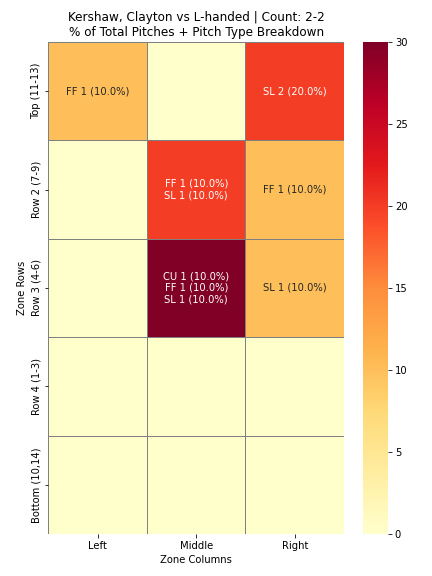 Kershaw, Clayton vs L-handed | Count: 2-2
% of Total Pitches + Pitch Type Breakdown
Zone Rows
Top (11-13)
FF 1 (10.0%)
SL 2 (20.0%)
Row 2 (7-9)
FF 1 (10.0%)
SL 1 (10.0%)
FF 1 (10.0%)
Row 3 (4-6)
CU 1 (10.0%)
FF 1 (10.0%)
SL 1 (10.0%)
SL 1 (10.0%)
Row 4 (1-3)
Bottom (10,14)
Left
Middle
Right
Zone Columns
30
25
20
15
10
5
0